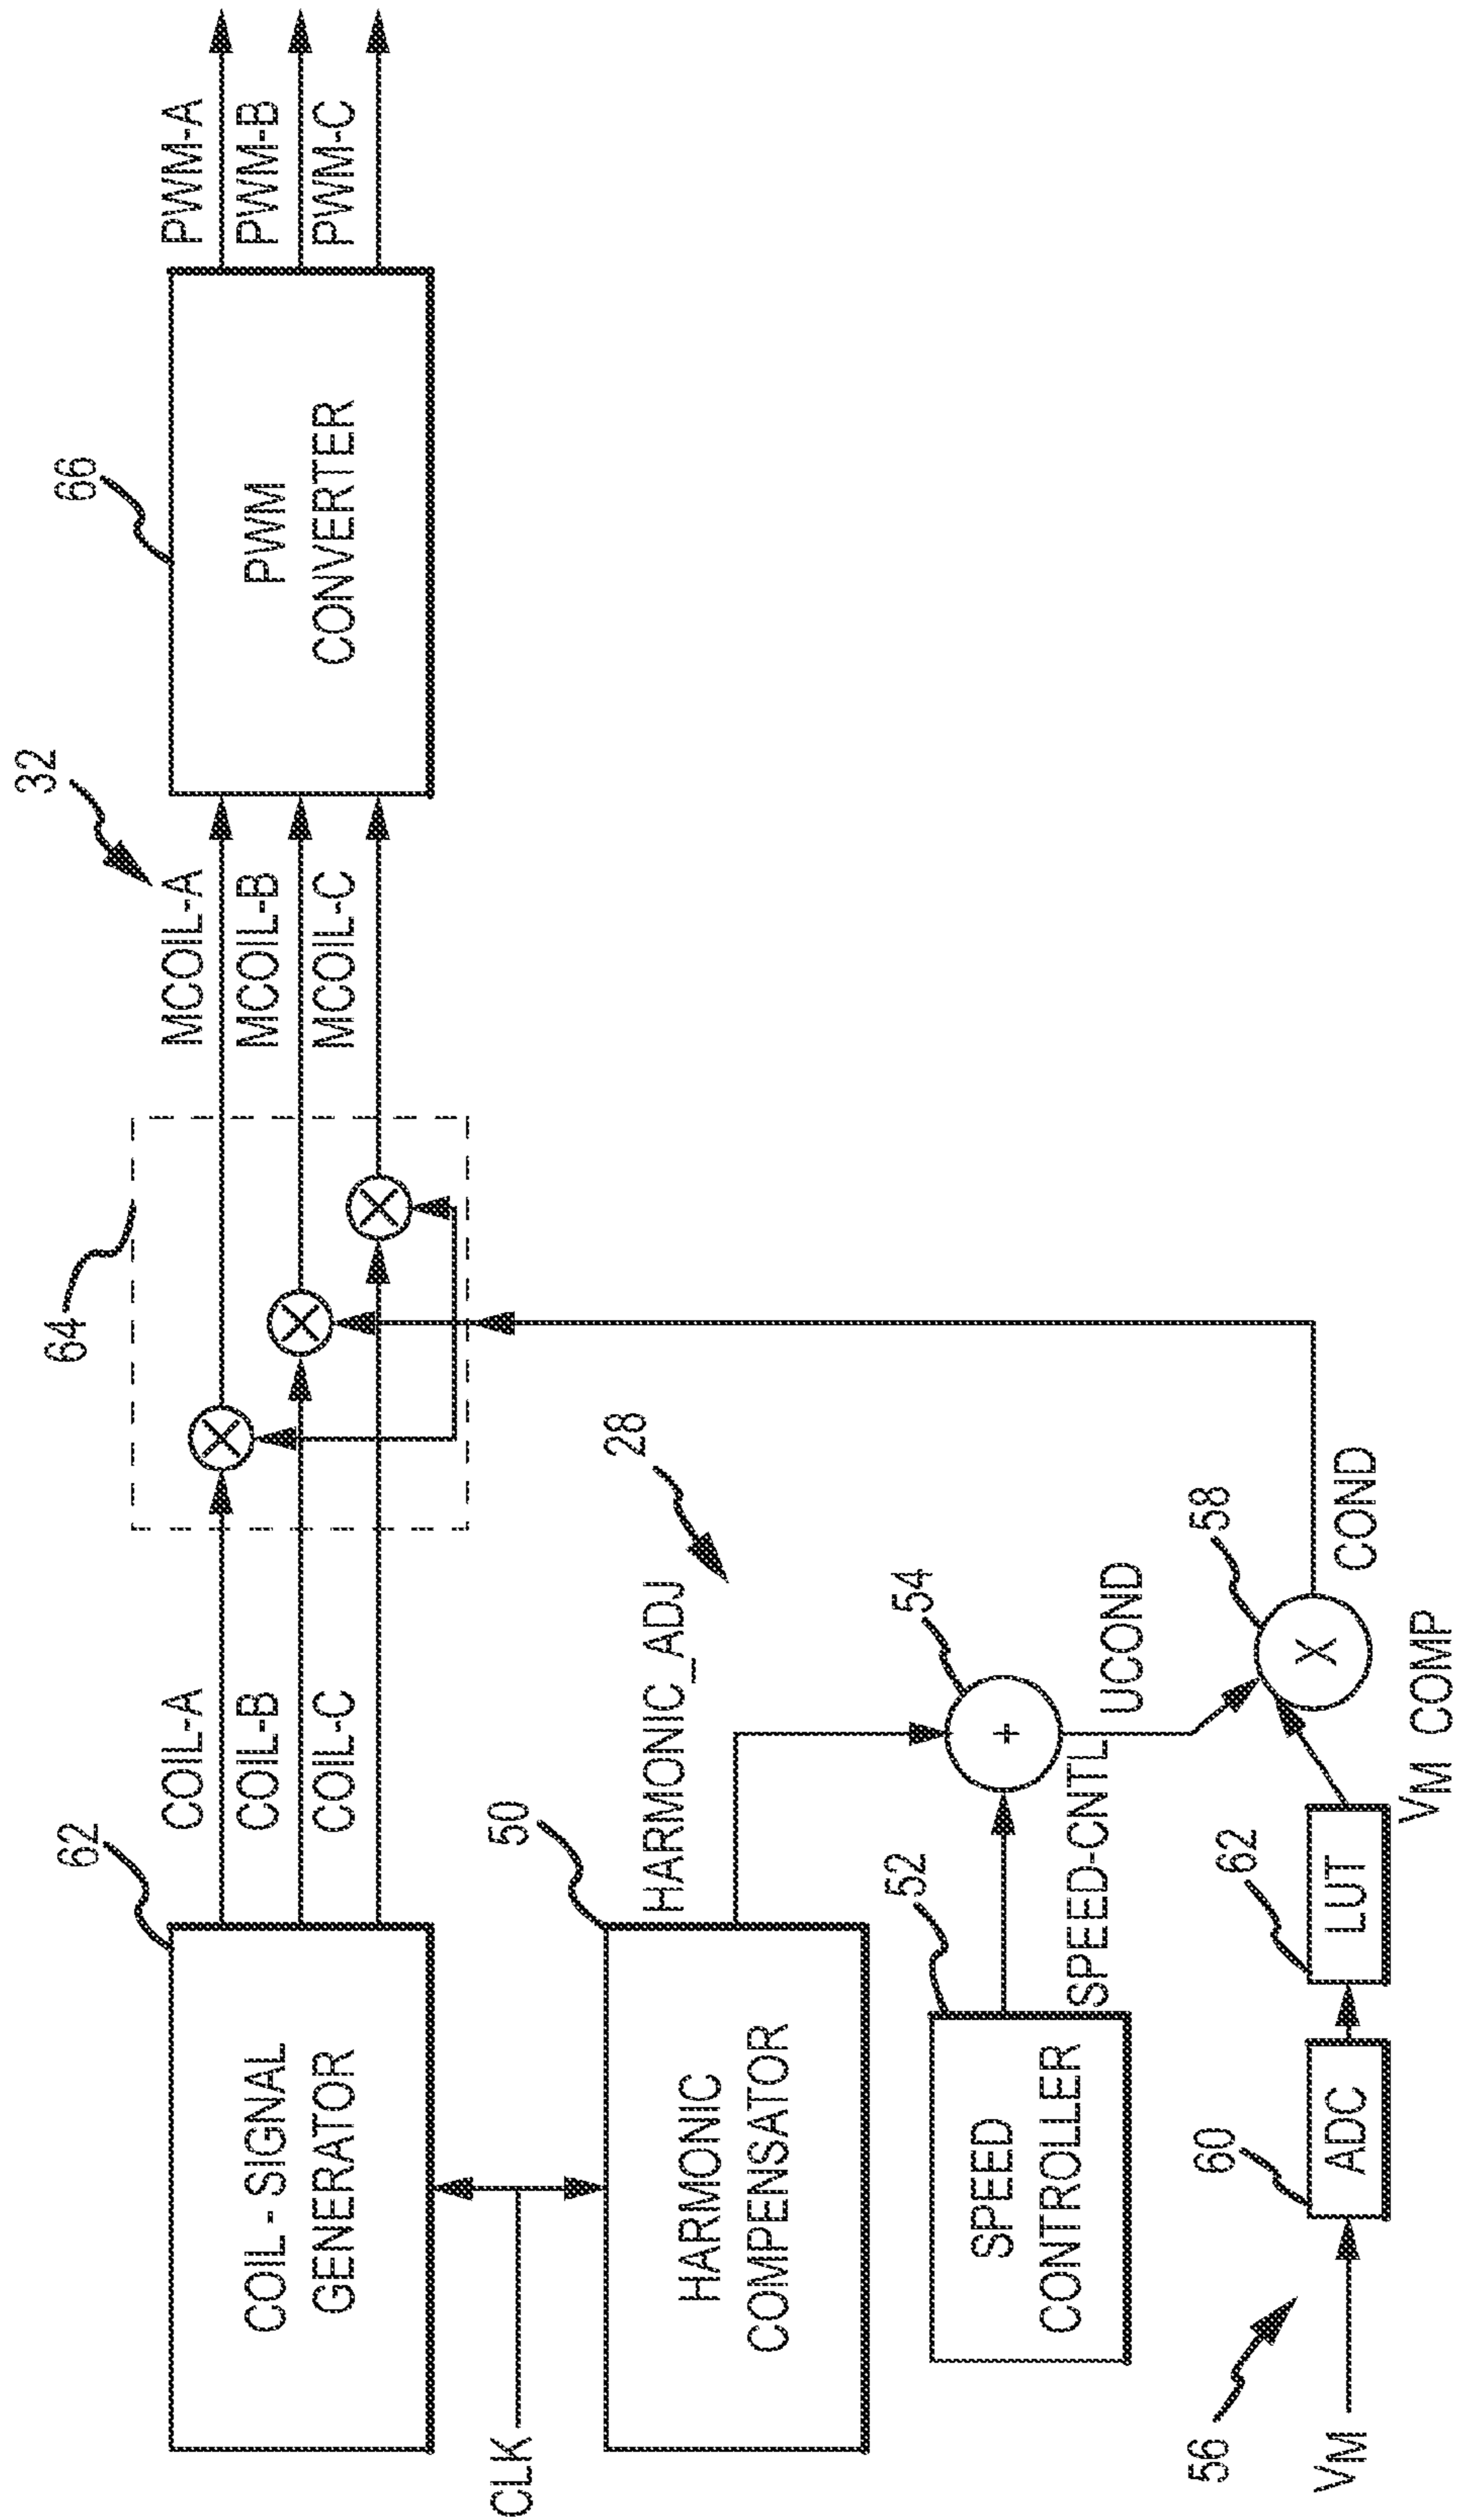 62
COIL - SIGNAL
GENERATOR
COIL-A
COIL-B
COIL-C
64
MCOIL-A
MCOIL-B
MCOIL-C
32
66
PWM
CONVERTER
PWM-A
PWM-B
PWM-C
CLK
50
HARMONIC
COMPENSATOR
HARMONIC_ADJ
28
52
SPEED
CONTROLLER
SPEED-CNTL
54
+
UCOND
58
X
COND
56
VM
60
ADC
62
LUT
VM COMP